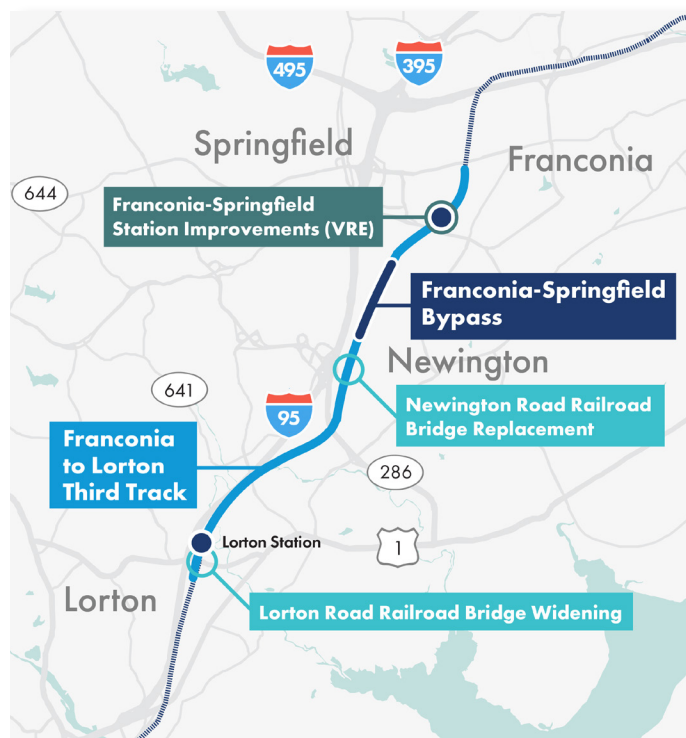 495
395
Springfield
Franconia
644
Franconia-Springfield
Station Improvements (VRE)
Franconia-Springfield
Bypass
Newington
641
95
Newington Road Railroad
Bridge Replacement
Franconia
to Lorton
Third Track
286
Lorton Station
1
Lorton
Lorton Road Railroad Bridge Widening